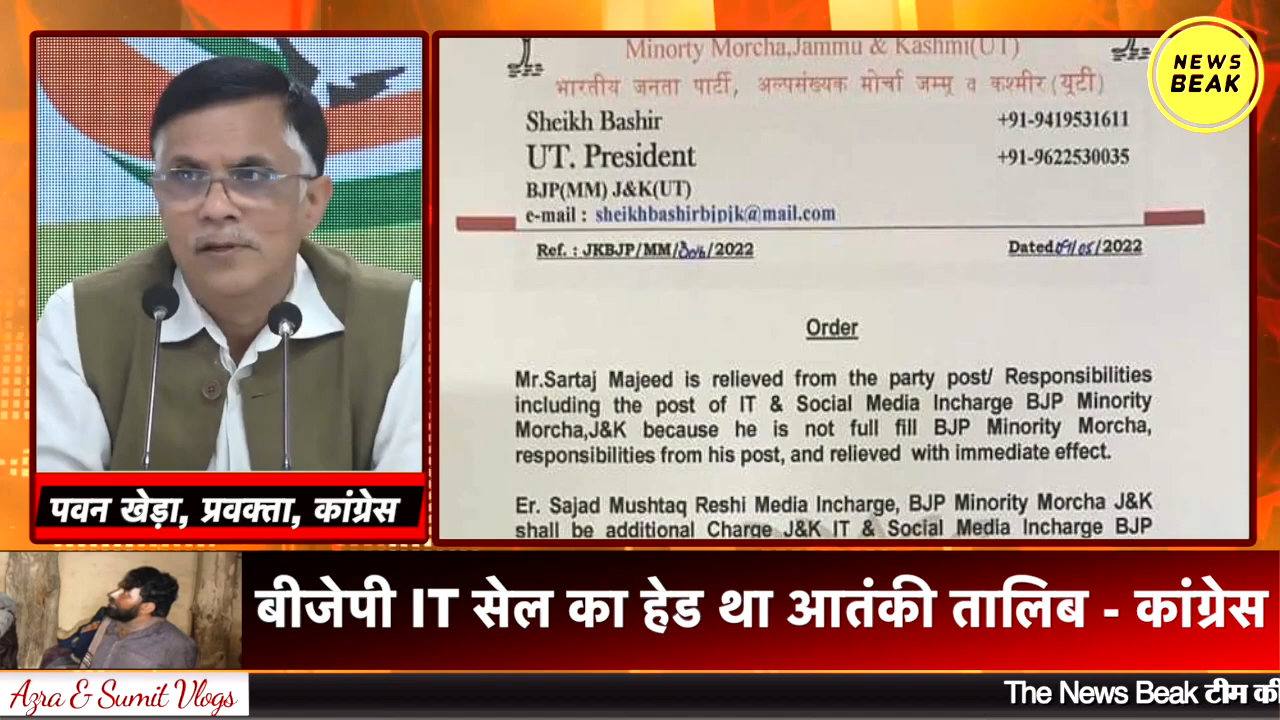 Minorty Morcha,Jammu & Kashmr(UT)
भारतीय जनता पार्टी, अल्पसंख्यक मोर्चा जम्मू व कश्मीर (यूटी)
NEWS
BEAK
Sheikh Bashir
+91-9419531611
UT. President
+91-9622530035
BJP(MM) J&K(UT)
e-mail : sheikhbashirbjpjk@mail.com
Ref. : JKBJP/MM/ /2022
Dated 09/05/2022
Order
Mr.Sartaj Majeed is relieved from the party post/ Responsibilities
including the post of IT & Social Media Incharge BJP Minority
Morcha,J&K because he is not full fill BJP Minority Morcha,
responsibilities from his post, and relieved with immediate effect.
Er. Sajad Mushtaq Reshi Media Incharge, BJP Minority Morcha J&K
shall be additional Charge J&K IT & Social Media Incharge BJP
पवन खेड़ा, प्रवक्ता, कांग्रेस
बीजेपी IT सेल का हेड था आतंकी तालिब - कांग्रेस
Azra & Sumit Vlogs
The News Beak टीम की